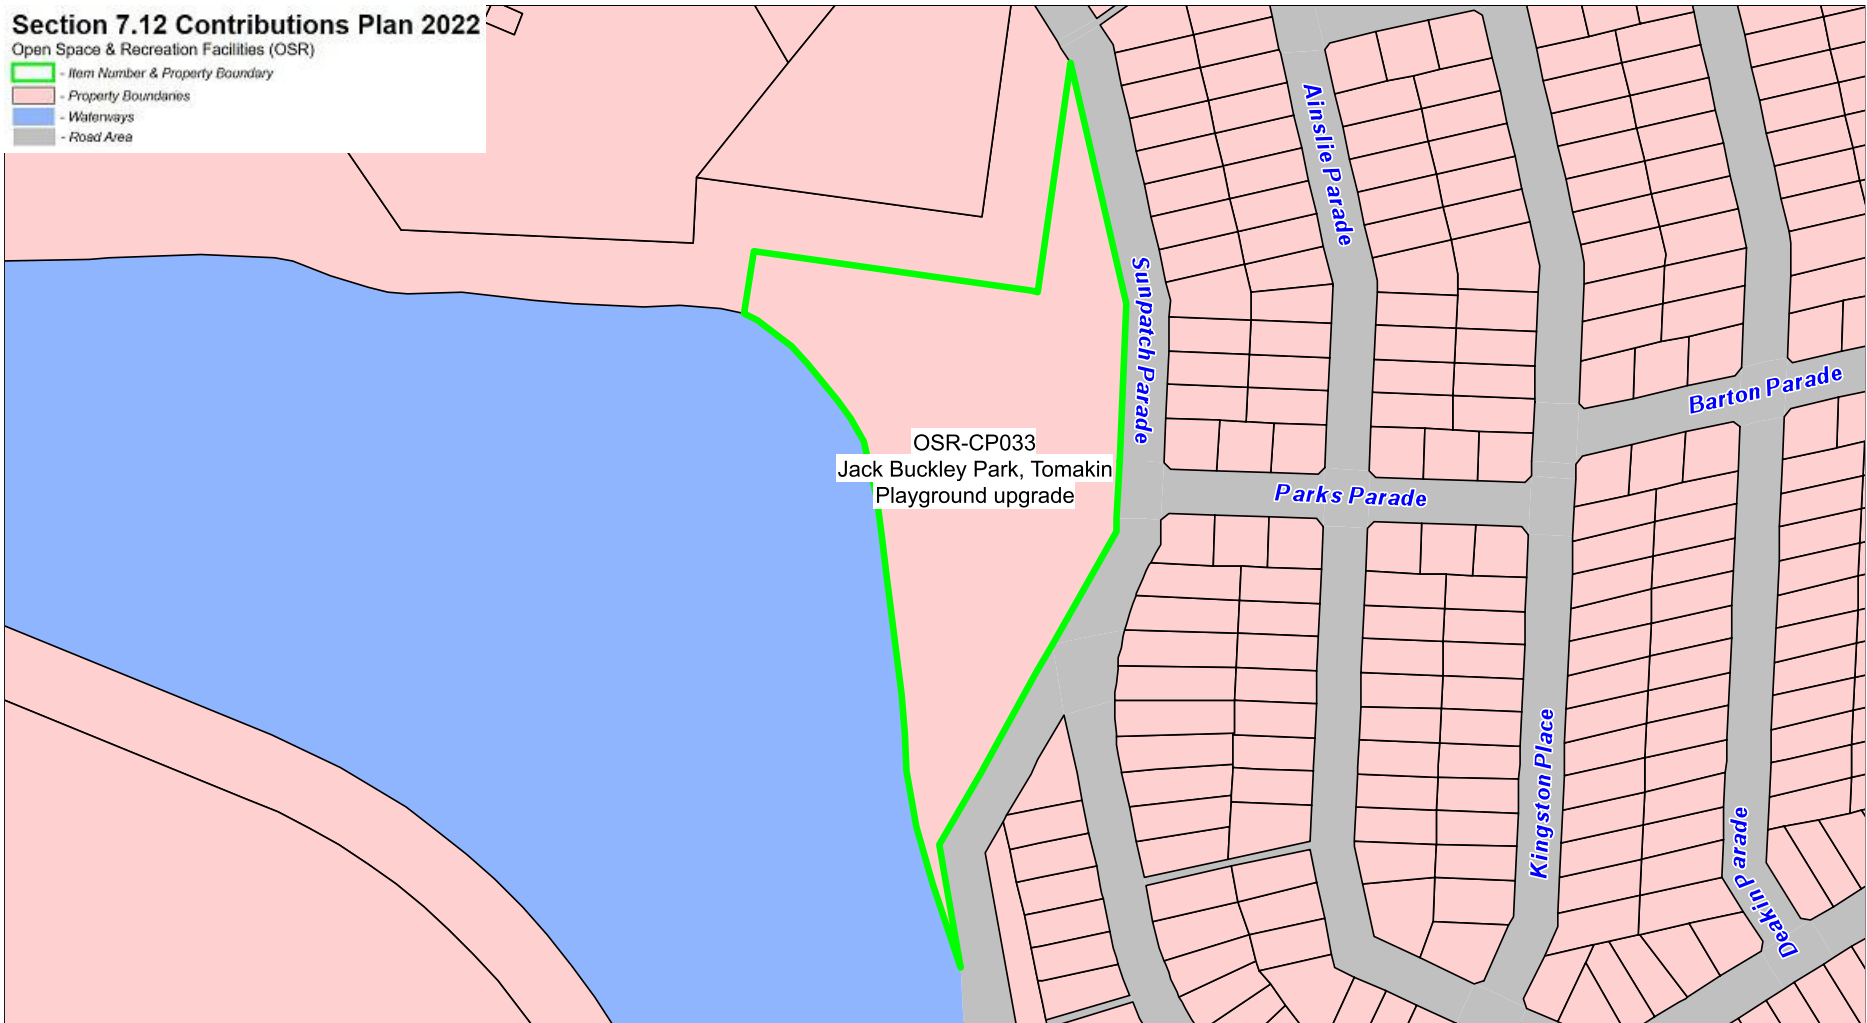 Section 7.12 Contributions Plan 2022
Open Space & Recreation Facilities (OSR)
- Item Number & Property Boundary
- Property Boundaries
- Waterways
- Road Area
Ainslie Parade
Sunpatch Parade
Barton Parade
OSR-CP033
Jack Buckley Park, Tomakin
Playground upgrade
Parks Parade
Kingston Place
Deakin Parade